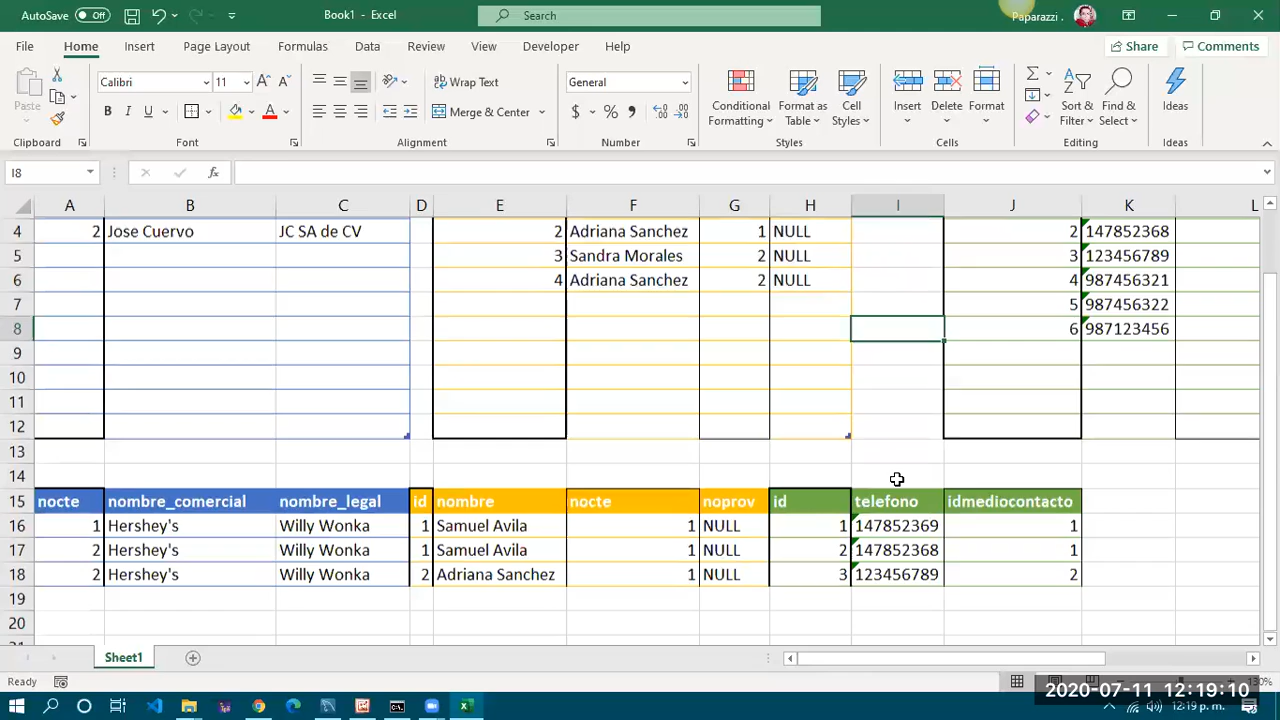 AutoSave Off Book1 - Excel Search Paparazzi .
File Home Insert Page Layout Formulas Data Review View Developer Help Share Comments
Paste Calibri 11 Wrap Text General Conditional Formatting Format as Table Cell Styles Insert Delete Format Sort & Filter Find & Select Ideas
B I U Merge & Center $ % ,
Clipboard Font Alignment Number Styles Cells Editing Ideas
I8 fx
A B C D E F G H I J K L
4 2 Jose Cuervo JC SA de CV 2 Adriana Sanchez 1 NULL 2 147852368
5 3 Sandra Morales 2 NULL 3 123456789
6 4 Adriana Sanchez 2 NULL 4 987456321
7 5 987456322
8 6 987123456
9
10
11
12
13
14
15 nocte nombre_comercial nombre_legal id nombre nocte noprov id telefono idmediocontacto
16 1 Hershey's Willy Wonka 1 Samuel Avila 1 NULL 1 147852369 1
17 2 Hershey's Willy Wonka 1 Samuel Avila 1 NULL 2 147852368 1
18 2 Hershey's Willy Wonka 2 Adriana Sanchez 1 NULL 3 123456789 2
19
20
Sheet1
Ready 130%
2020-07-11 12:19:10
12:19 p. m.